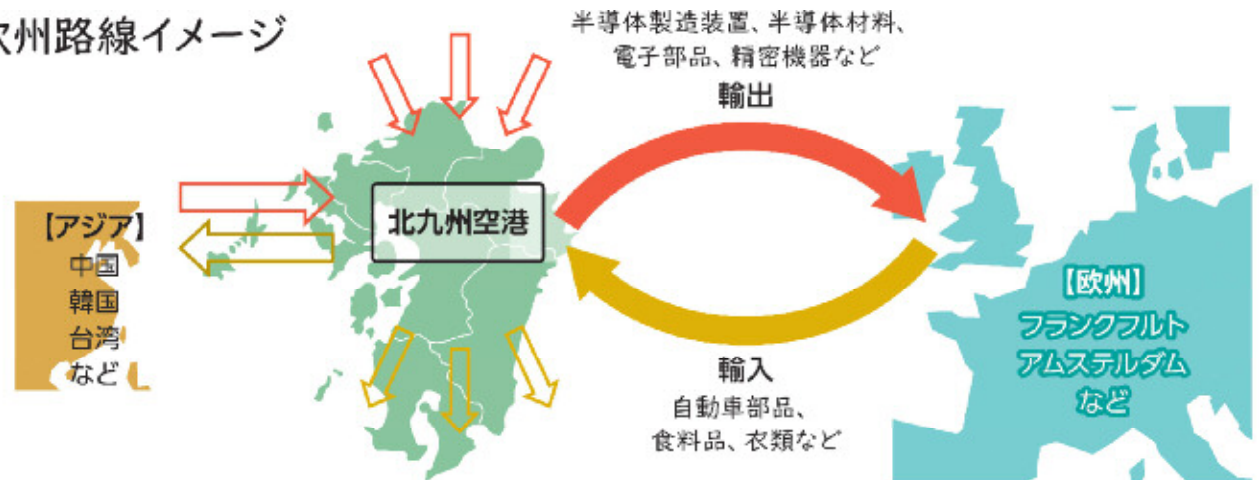 欧州路線イメージ
半導体製造装置、半導体材料、
電子部品、精密機器など
輸出
北九州空港
【アジア】
中国
韓国
台湾
など
【欧州】
フランクフルト
アムステルダム
など
輸入
自動車部品、
食料品、衣類など